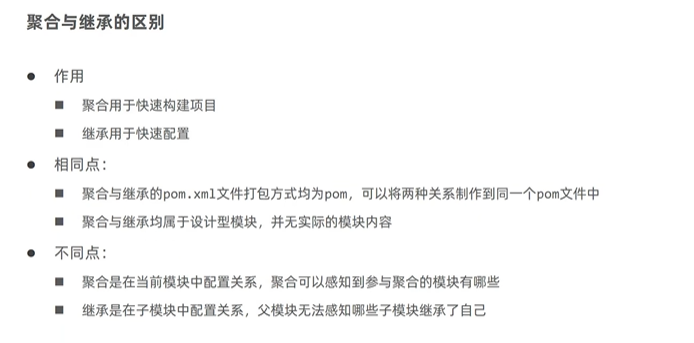 聚合与继承的区别
● 作用
■ 聚合用于快速构建项目
■ 继承用于快速配置
● 相同点：
■ 聚合与继承的pom.xml文件打包方式均为pom，可以将两种关系制作到同一个pom文件中
■ 聚合与继承均属于设计型模块，并无实际的模块内容
● 不同点：
■ 聚合是在当前模块中配置关系，聚合可以感知到参与聚合的模块有哪些
■ 继承是在子模块中配置关系，父模块无法感知哪些子模块继承了自己